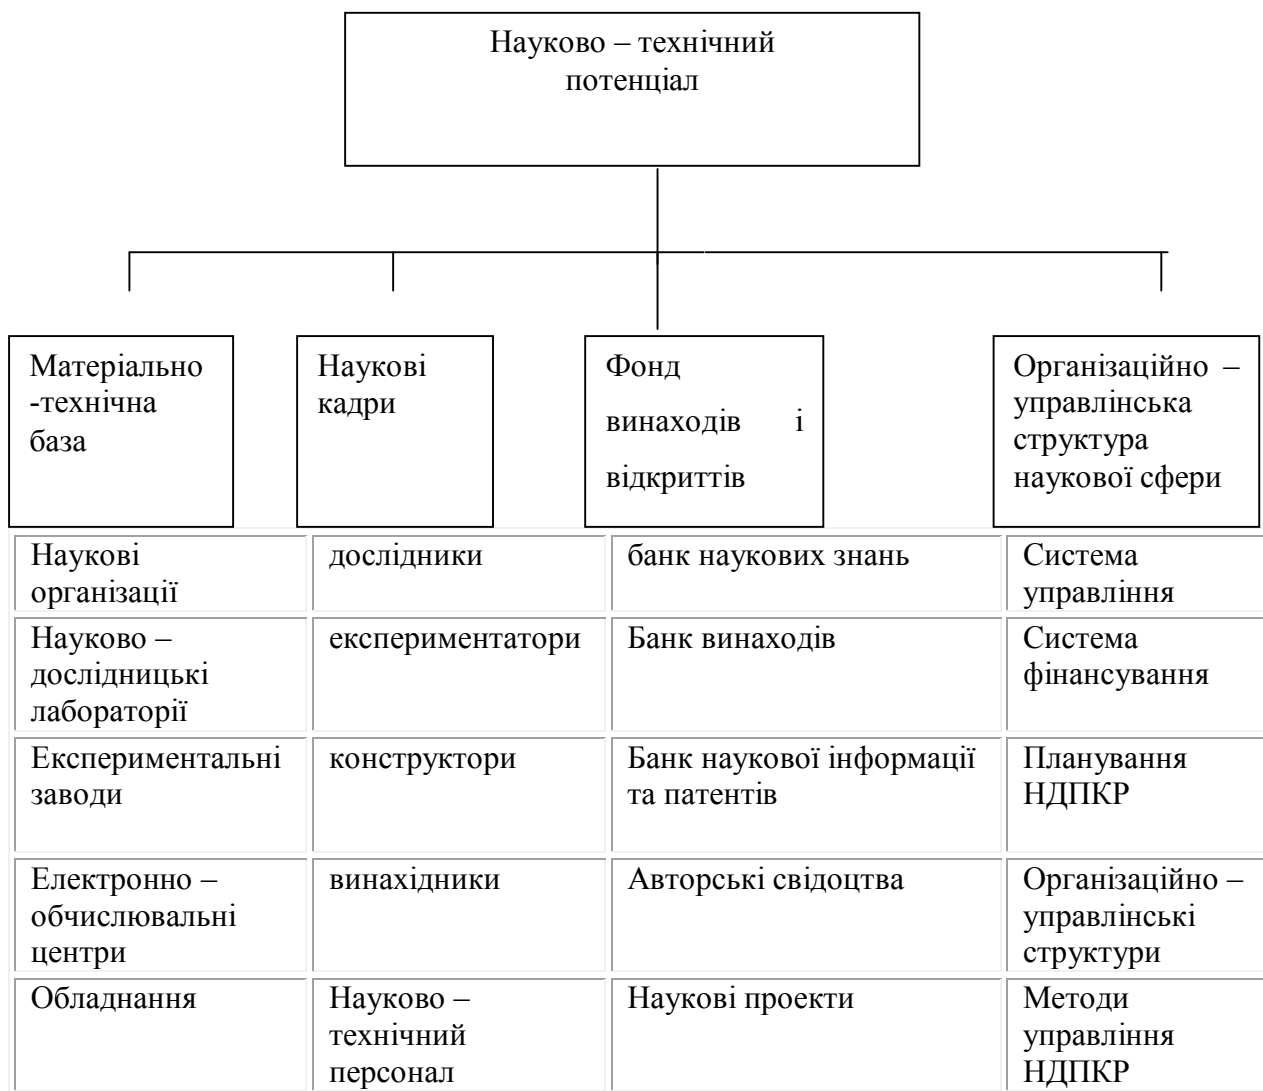 Науково – технічний
потенціал
Матеріально
-технічна
база
Наукові
кадри
Фонд
винаходів і
відкриттів
Організаційно –
управлінська
структура
наукової сфери
Наукові
організації
дослідники
банк наукових знань
Система
управління
Науково –
дослідницькі
лабораторії
експериментатори
Банк винаходів
Система
фінансування
Експериментальні
заводи
конструктори
Банк наукової інформації
та патентів
Планування
НДПКР
Електронно –
обчислювальні
центри
винахідники
Авторські свідоцтва
Організаційно –
управлінські
структури
Обладнання
Науково –
технічний
персонал
Наукові проекти
Методи
управління
НДПКР